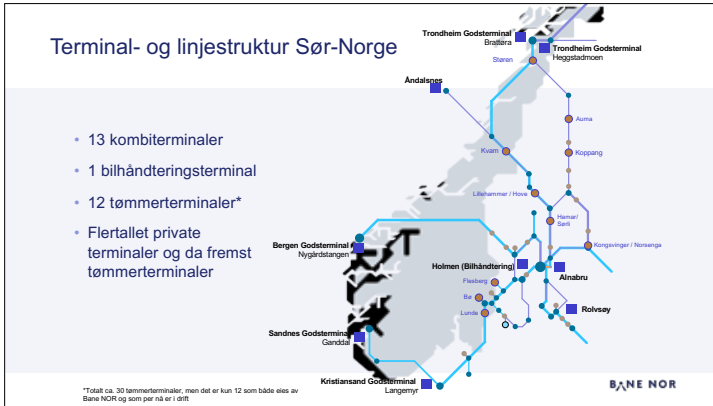 Terminal- og linjestruktur Sør-Norge
• 13 kombiterminaler
• 1 bilhåndteringsterminal
• 12 tømmerterminaler*
• Flertallet private
terminaler og da fremst
tømmerterminaler
Trondheim Godsterminal
Brattøra
Trondheim Godsterminal
Heggstadmoen
Støren
Åndalsnes
Auma
Kvam
Koppang
Lillehammer / Hove
Hamar/
Sørli
Kongsvinger / Norsenga
Bergen Godsterminal
Nygårdstangen
Holmen (Bilhåndtering)
Alnabru
Flesberg
Bø
Lunde
Rolvsøy
Sandnes Godsterminal
Ganddal
Kristiansand Godsterminal
Langemyr
*Totalt ca. 30 tømmerterminaler, men det er kun 12 som både eies av
Bane NOR og som per nå er i drift
BANE NOR